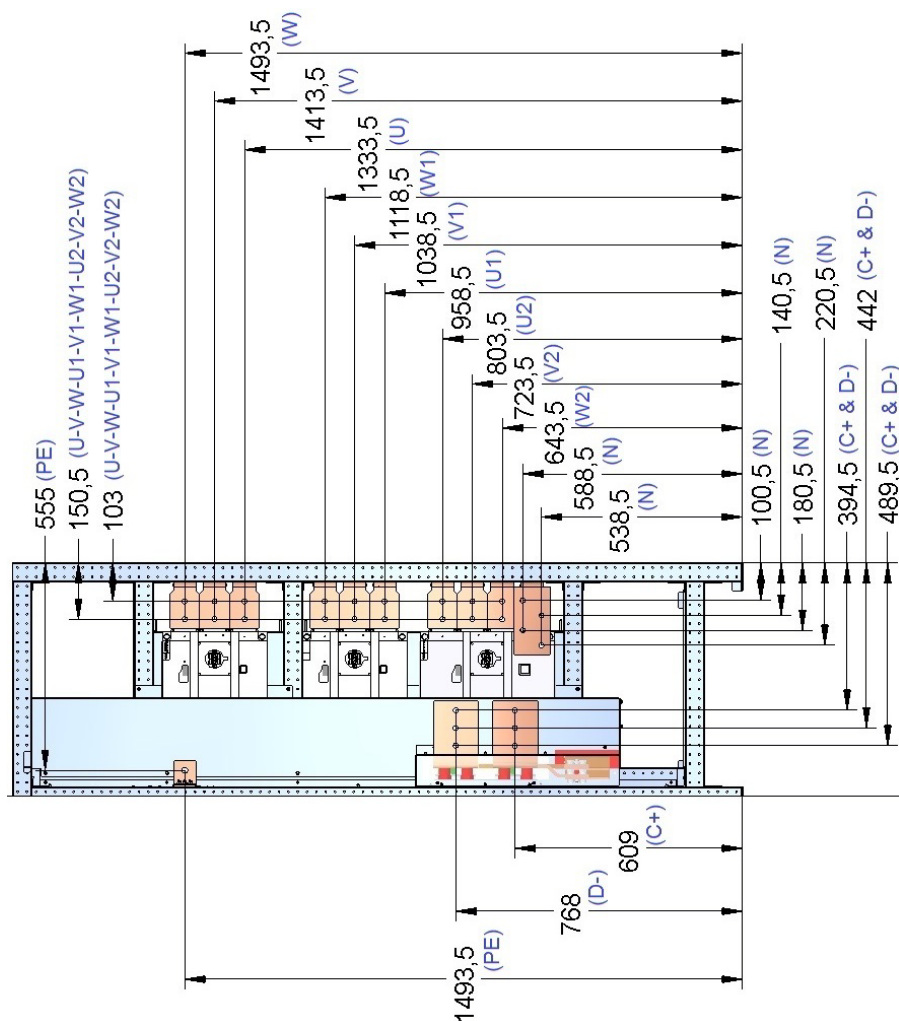 1493,5 (W)
1413,5 (V)
1333,5 (U)
1118,5 (W1)
1038,5 (V1)
958,5 (U1)
803,5 (U2)
723,5 (V2)
643,5 (W2)
588,5 (N)
538,5 (N)
555 (PE)
150,5 (U-V-W-U1-V1-W1-U2-V2-W2)
103 (U-V-W-U1-V1-W1-U2-V2-W2)
100,5 (N)
140,5 (N)
180,5 (N)
220,5 (N)
394,5 (C+ & D-)
442 (C+ & D-)
489,5 (C+ & D-)
609 (C+)
768 (D-)
1493,5 (PE)